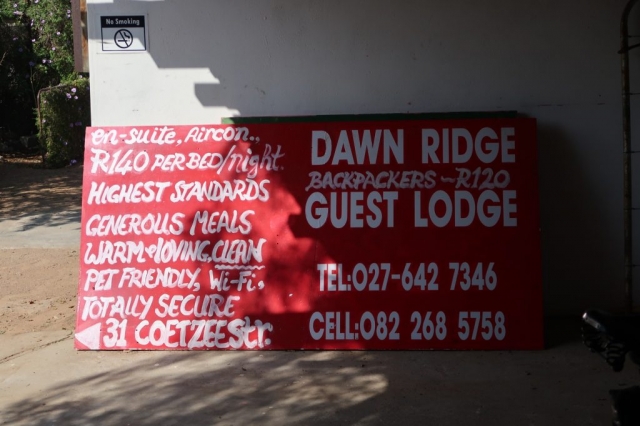 No Smoking
en-suite, Aircon.,
R140 PER BED/night.
HIGHEST STANDARDS
GENEROUS MEALS
WARM & LOVING, CLEAN
PET FRIENDLY, Wi-Fi.,
TOTALLY SECURE
31 COETZEE Str.
DAWN RIDGE
BACKPACKERS - R120
GUEST LODGE
TEL:027-642 7346
CELL:082 268 5758